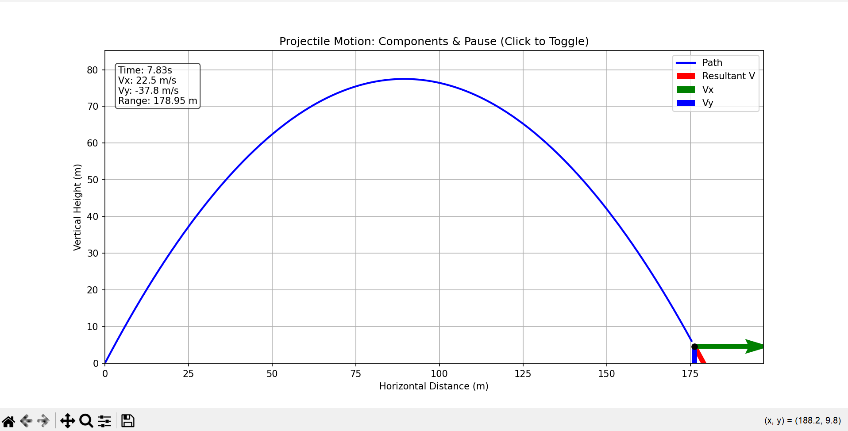 Projectile Motion: Components & Pause (Click to Toggle)
Time: 7.83s
Vx: 22.5 m/s
Vy: -37.8 m/s
Range: 178.95 m
Path
Resultant V
Vx
Vy
Vertical Height (m)
80
70
60
50
40
30
20
10
0
0 25 50 75 100 125 150 175
Horizontal Distance (m)
(x, y) = (188.2, 9.8)